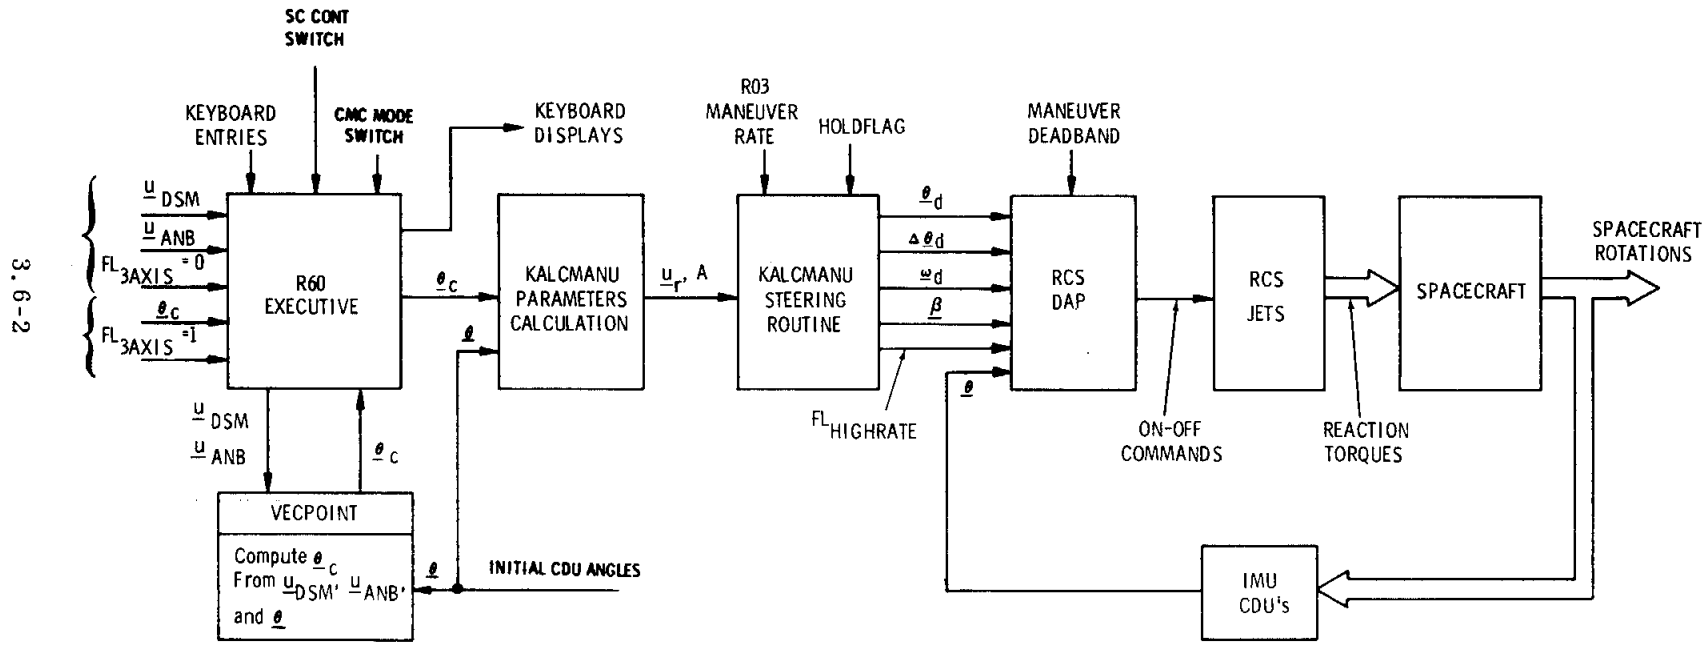 SC CONT
SWITCH
KEYBOARD
ENTRIES
CMC MODE
SWITCH
KEYBOARD
DISPLAYS
R03
MANEUVER
RATE
HOLDFLAG
MANEUVER
DEADBAND
u DSM
u ANB
FL 3AXIS = 0
θ c
FL 3AXIS =1
R60
EXECUTIVE
θ c
θ
KALCMANU
PARAMETERS
CALCULATION
u r, A
KALCMANU
STEERING
ROUTINE
θ d
Δ θ d
ω d
β
FL HIGHRATE
θ
RCS
DAP
ON-OFF
COMMANDS
RCS
JETS
REACTION
TORQUES
SPACECRAFT
SPACECRAFT
ROTATIONS
u DSM
u ANB
θ c
VECPOINT
Compute θ c
From u DSM, u ANB,
and θ
θ
INITIAL CDU ANGLES
IMU
CDU's
3.6-2